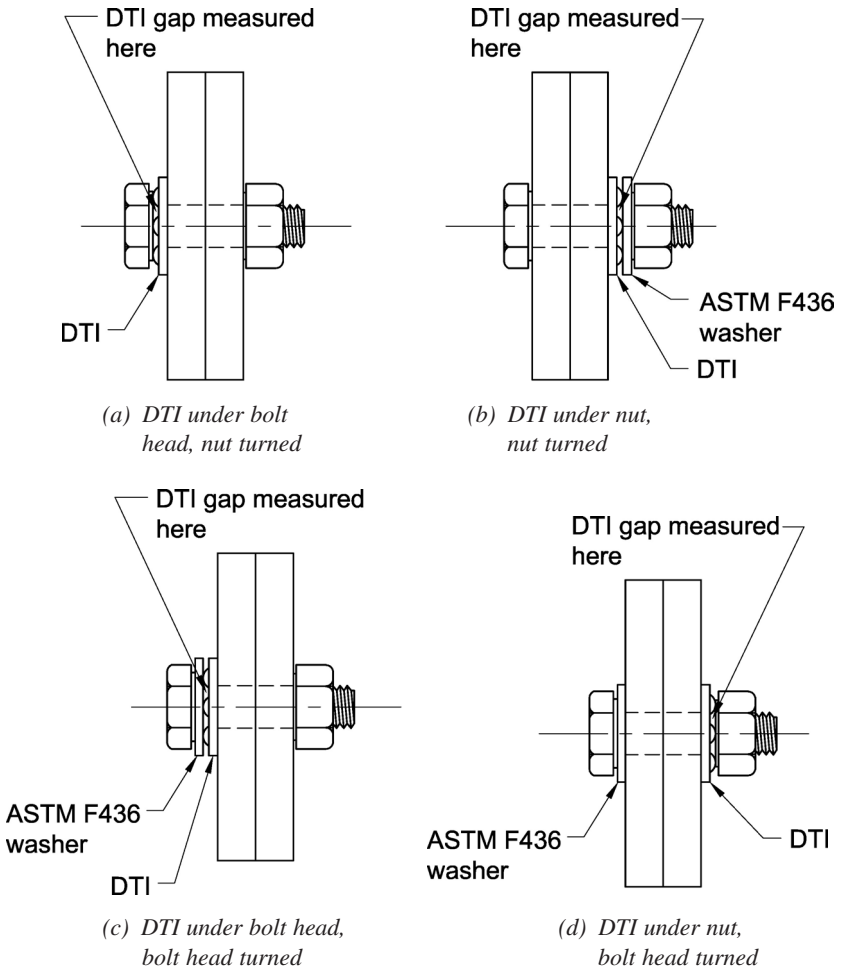 DTI gap measured
here
DTI
(a) DTI under bolt
head, nut turned
DTI gap measured
here
ASTM F436
washer
DTI
(b) DTI under nut,
nut turned
DTI gap measured
here
ASTM F436
washer
DTI
(c) DTI under bolt head,
bolt head turned
DTI gap measured
here
ASTM F436
washer
DTI
(d) DTI under nut,
bolt head turned